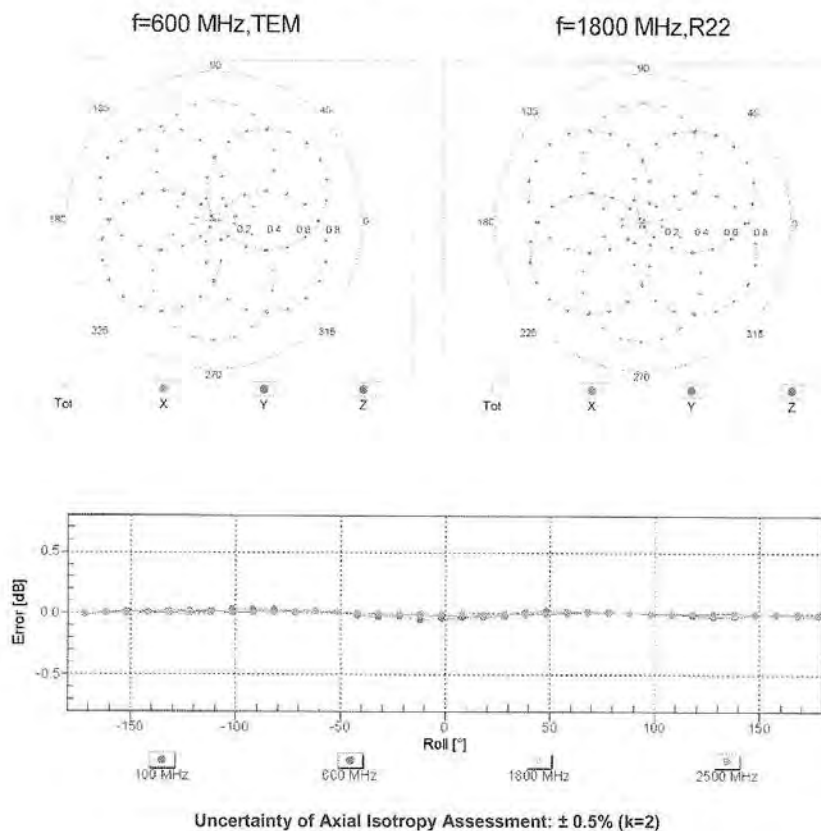 f=600 MHz,TEM
f=1800 MHz,R22
90
135
45
180
0.2 0.4 0.6 0.8
0
225
315
270
Tot X Y Z
90
135
45
180
0.2 0.4 0.6 0.8
0
225
315
270
Tot X Y Z
Error [dB]
0.5
0.0
-0.5
-150 -100 -50 0 50 100 150
Roll [°]
100 MHz 600 MHz 1800 MHz 2500 MHz
Uncertainty of Axial Isotropy Assessment: ± 0.5% (k=2)